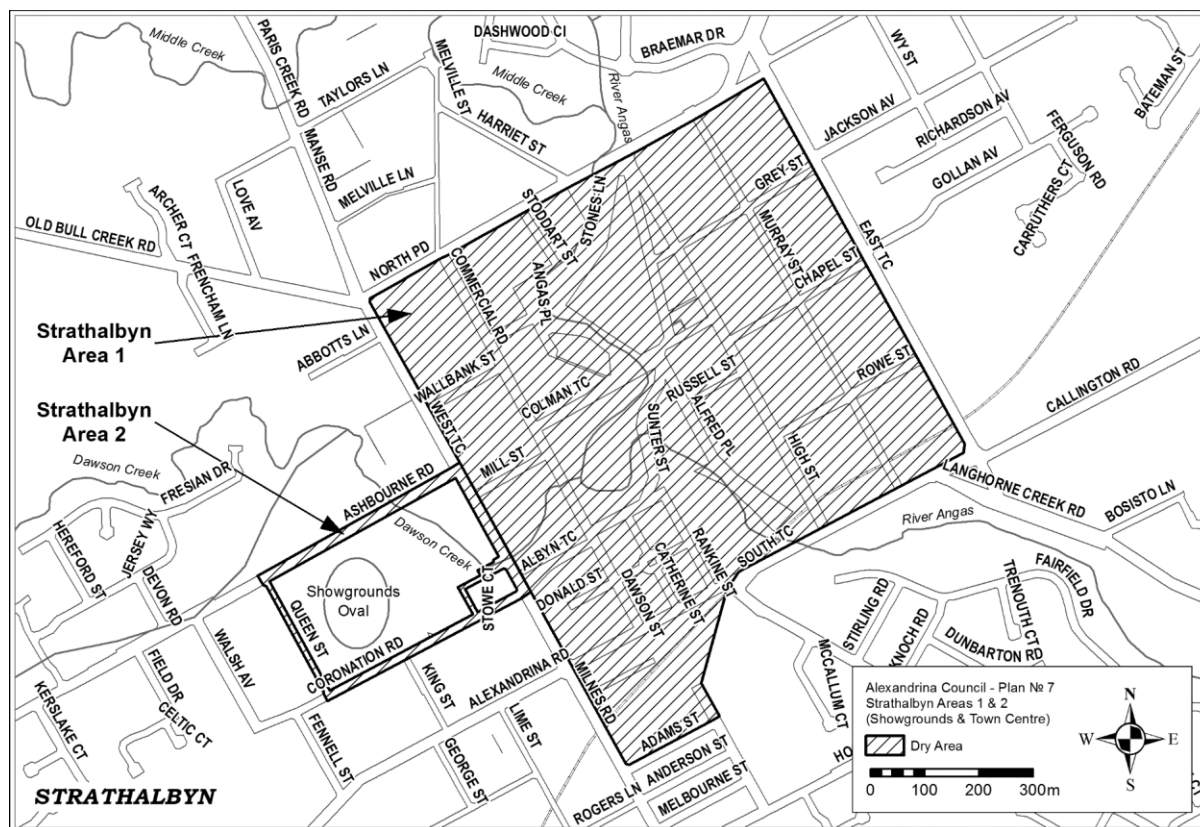 DASHWOOD CI
BRAEMAR DR
Middle Creek
PARIS CREEK RD
TAYLORS LN
MELVILLE ST
Middle Creek
River Angas
WY ST
BATEMAN ST
JACKSON AV
RICHARDSON AV
FERGUSON RD
HARRIET ST
MANSE RD
MELVILLE LN
LOVE AV
ARCHER CT
OLD BULL CREEK RD
FRENCHAM LN
GOLLAN AV
CARRUTHERS CT
GREY ST
STONES LN
STODDART ST
NORTH PD
COMMERCIAL RD
ANGAS PL
MURRAY ST
CHAPEL ST
EAST TC
Strathalbyn
Area 1
ABBOTTS LN
WALLBANK ST
COLMAN TC
RUSSELL ST
ROWE ST
CALLINGTON RD
Strathalbyn
Area 2
WEST TC
SUNTER ST
ALFRED PL
HIGH ST
MILL ST
Dawson Creek
FRESIAN DR
ASHBOURNE RD
LANGHORNE CREEK RD
BOSISTO LN
River Angas
HEREFORD ST
JERSEY WY
DEVON RD
Dawson Creek
ALBYN TC
SOUTH TC
RANKINE ST
CATHERINE ST
DAWSON ST
DONALD ST
STOWE CT
Showgrounds
Oval
QUEEN ST
CORONATION RD
WALSH AV
FIELD DR
CELTIC CT
KERSLAKE CT
FENNELL ST
KING ST
ALEXANDRINA RD
LIME ST
GEORGE ST
MILNES RD
ADAMS ST
ANDERSON ST
MELBOURNE ST
ROGERS LN
STIRLING RD
KNOCH RD
DUNBARTON RD
TRENOUTH CT
FAIRFIELD DR
MCCALLUM CT
HO
Alexandrina Council - Plan № 7
Strathalbyn Areas 1 & 2
(Showgrounds & Town Centre)
Dry Area
0 100 200 300m
N
W E
S
STRATHALBYN